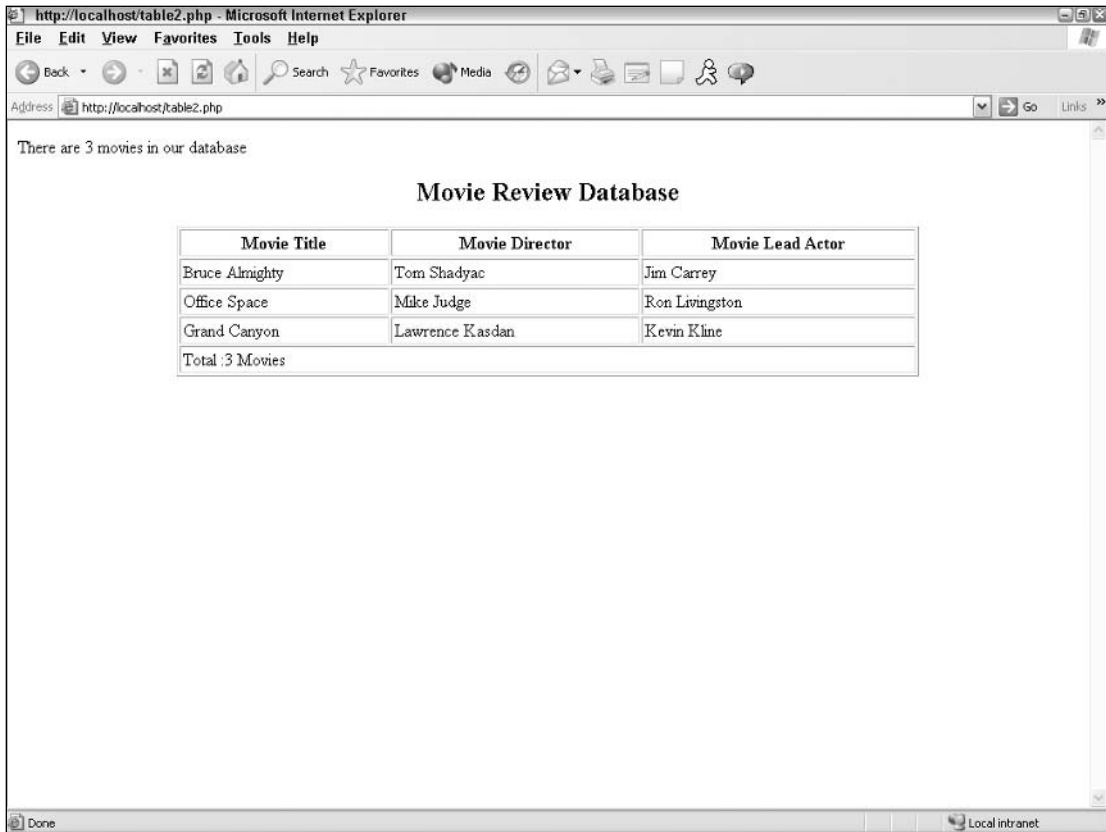 http://localhost/table2.php - Microsoft Internet Explorer
File Edit View Favorites Tools Help
Back Search Favorites Media
Address http://localhost/table2.php Go Links »
There are 3 movies in our database
Movie Review Database
Movie Title Movie Director Movie Lead Actor
Bruce Almighty Tom Shadyac Jim Carrey
Office Space Mike Judge Ron Livingston
Grand Canyon Lawrence Kasdan Kevin Kline
Total :3 Movies
Done Local intranet